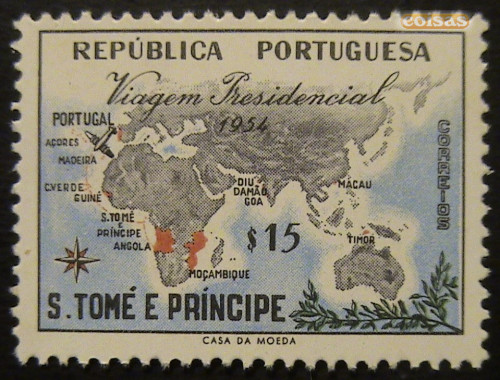 coisas
REPÚBLICA PORTUGUESA
Viagem Presidencial
1954
PORTUGAL
AÇORES
MADEIRA
C.VERDE
GUINÉ
S.TOMÉ
E
PRÍNCIPE
ANGOLA
MOÇAMBIQUE
DIU
DAMÃO
GOA
MACAU
TIMOR
CORREIOS
$15
S. TOMÉ E PRÍNCIPE
CASA DA MOEDA